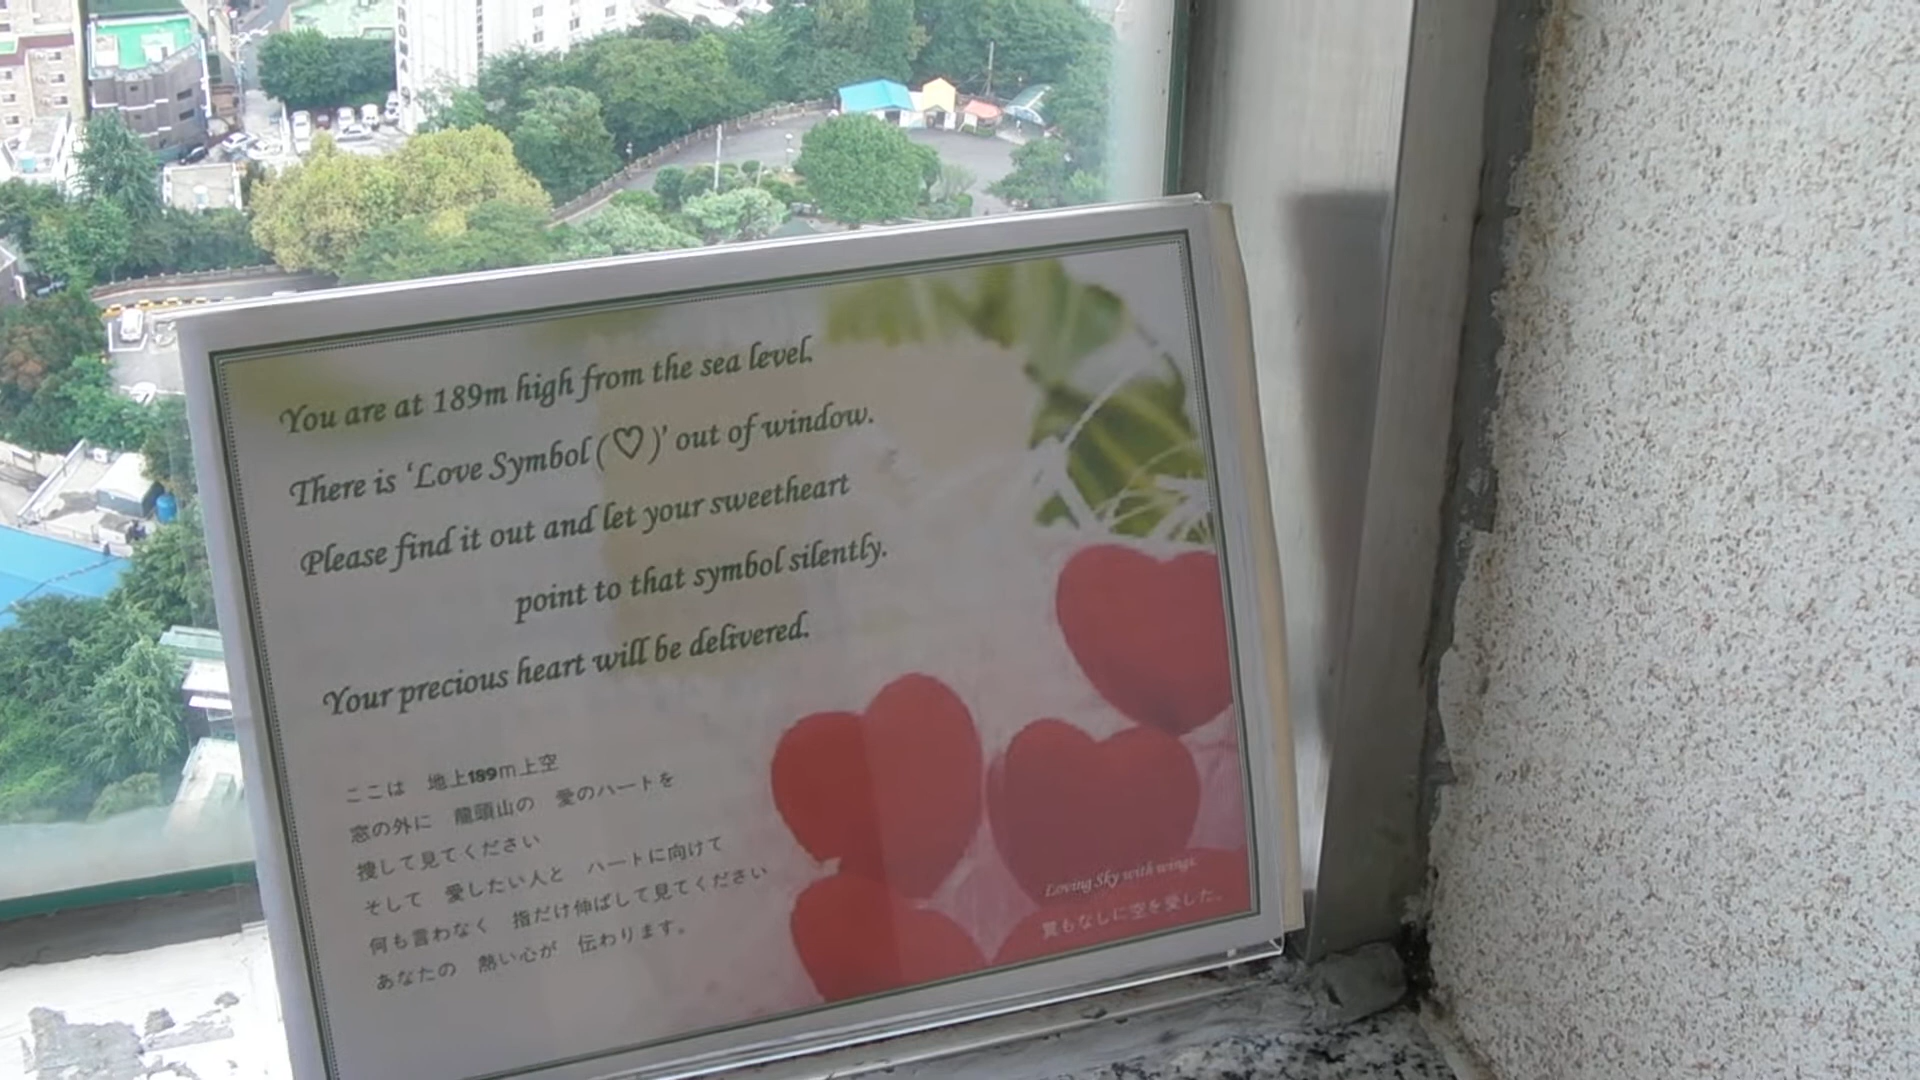 You are at 189m high from the sea level.
There is 'Love Symbol (♡)' out of window.
Please find it out and let your sweetheart
point to that symbol silently.
Your precious heart will be delivered.
ここは 地上189m上空
窓の外に 龍頭山の 愛のハートを
捜して見てください
そして 愛したい人と ハートに向けて
何も言わなく 指だけ伸ばして見てください
あなたの 熱い心が 伝わります。
Loving Sky with wings.
翼もなしに空を愛した。